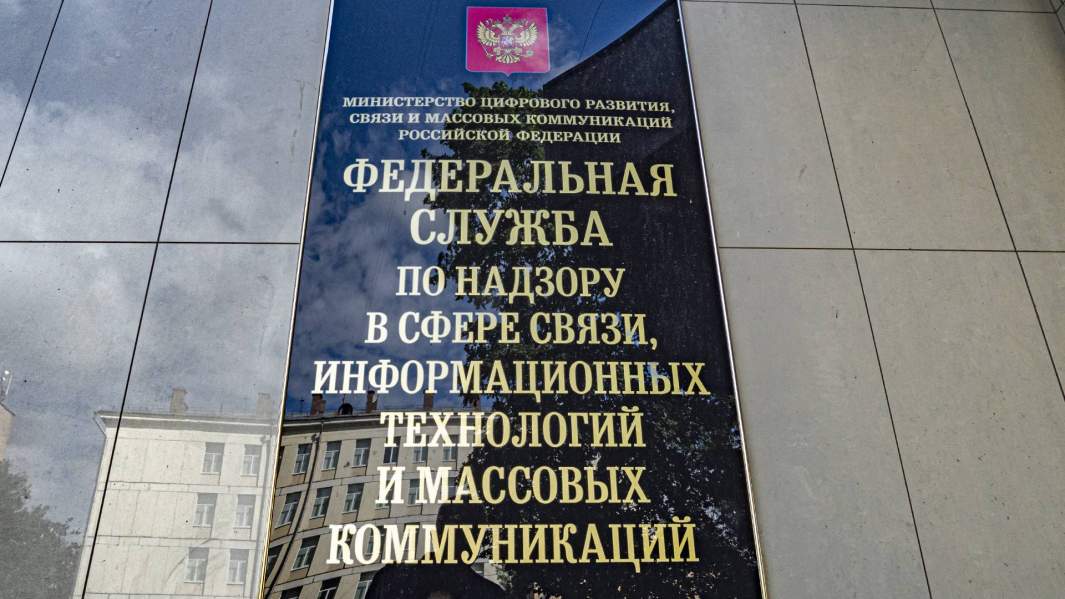 МИНИСТЕРСТВО ЦИФРОВОГО РАЗВИТИЯ,
СВЯЗИ И МАССОВЫХ КОММУНИКАЦИЙ
РОССИЙСКОЙ ФЕДЕРАЦИИ
ФЕДЕРАЛЬНАЯ
СЛУЖБА
ПО НАДЗОРУ
В СФЕРЕ СВЯЗИ,
ИНФОРМАЦИОННЫХ
ТЕХНОЛОГИЙ
И МАССОВЫХ
КОММУНИКАЦИЙ